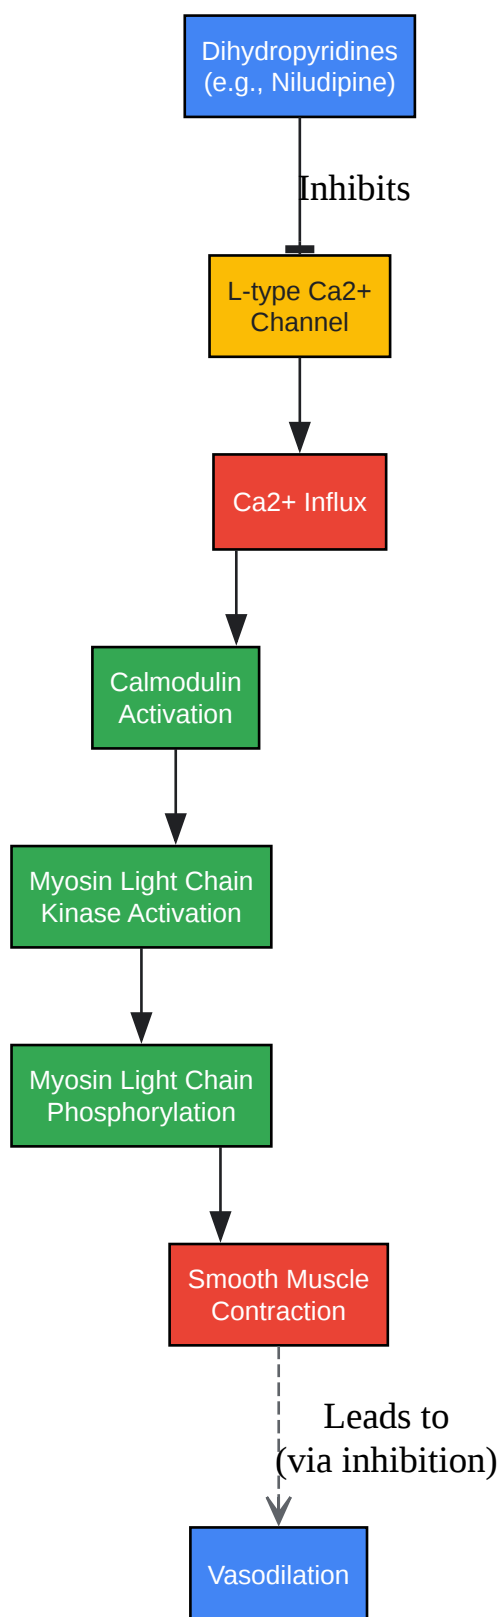 Dihydropyridines
(e.g., Niludipine)
Inhibits
L-type Ca2+
Channel
Ca2+ Influx
Calmodulin
Activation
Myosin Light Chain
Kinase Activation
Myosin Light Chain
Phosphorylation
Smooth Muscle
Contraction
Leads to
(via inhibition)
Vasodilation